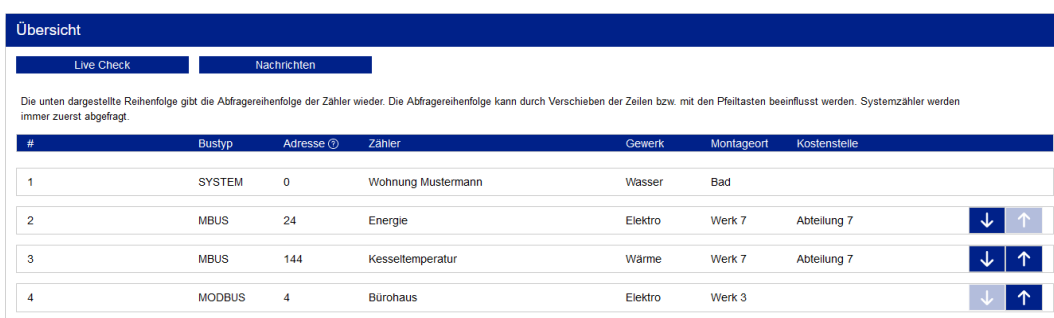 Übersicht
Live Check Nachrichten
Die unten dargestellte Reihenfolge gibt die Abfragereihenfolge der Zähler wieder. Die Abfragereihenfolge kann durch Verschieben der Zeilen bzw. mit den Pfeiltasten beeinflusst werden. Systemzähler werden
immer zuerst abgefragt.
# Bustyp Adresse ? Zähler Gewerk Montageort Kostenstelle
1 SYSTEM 0 Wohnung Mustermann Wasser Bad
2 MBUS 24 Energie Elektro Werk 7 Abteilung 7 ↓ ↑
3 MBUS 144 Kesseltemperatur Wärme Werk 7 Abteilung 7 ↓ ↑
4 MODBUS 4 Bürohaus Elektro Werk 3 ↓ ↑